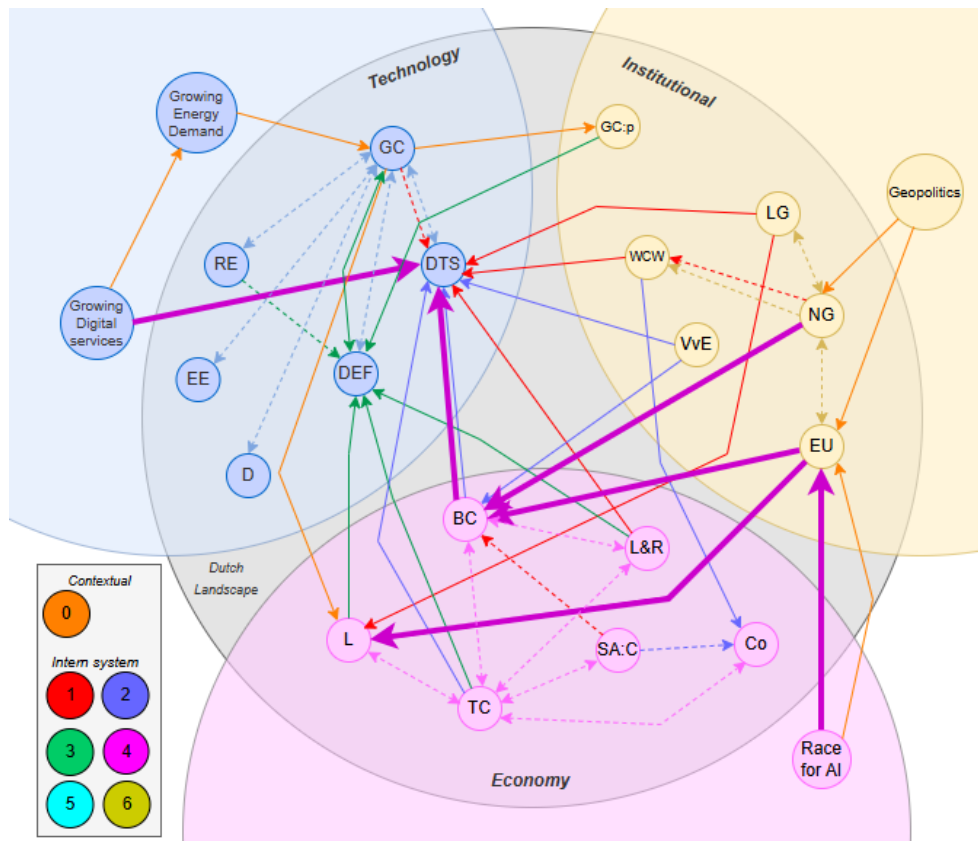 Technology
Institutional
Growing
Energy
Demand
GC
GC:p
Geopolitics
LG
RE
DTS
WCW
NG
Growing
Digital
services
VvE
EE
DEF
EU
D
BC
L&R
Dutch
Landscape
Contextual
0
L
SA:C
Co
Intern system
1
2
TC
3
4
Race
for AI
Economy
5
6